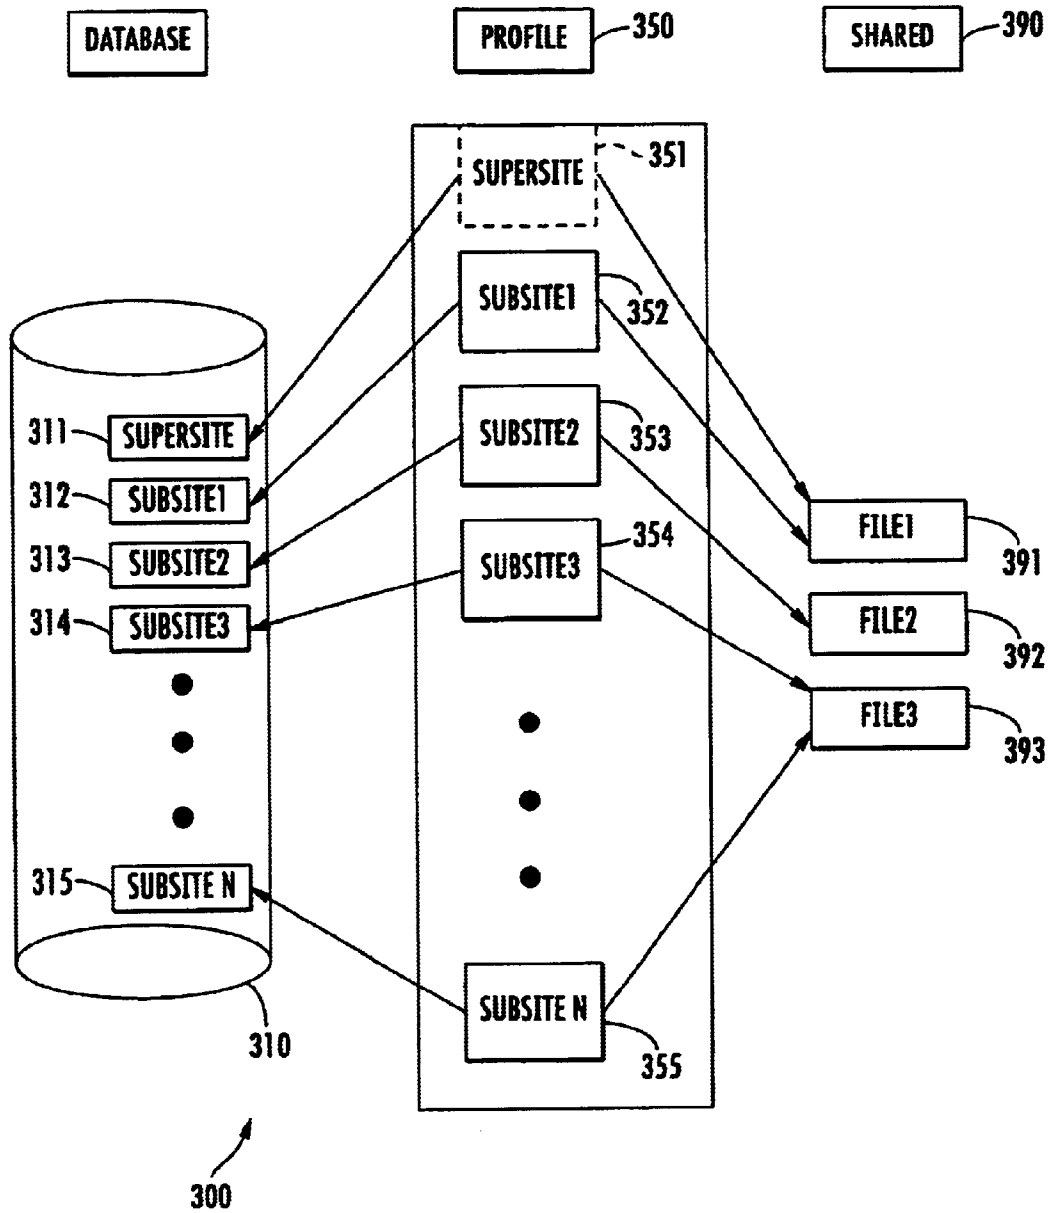 DATABASE
PROFILE
350
SHARED
390
SUPERSITE
351
SUBSITE1
352
SUBSITE2
353
SUBSITE3
354
311
SUPERSITE
312
SUBSITE1
313
SUBSITE2
314
SUBSITE3
315
SUBSITE N
310
SUBSITE N
355
FILE1
391
FILE2
392
FILE3
393
300